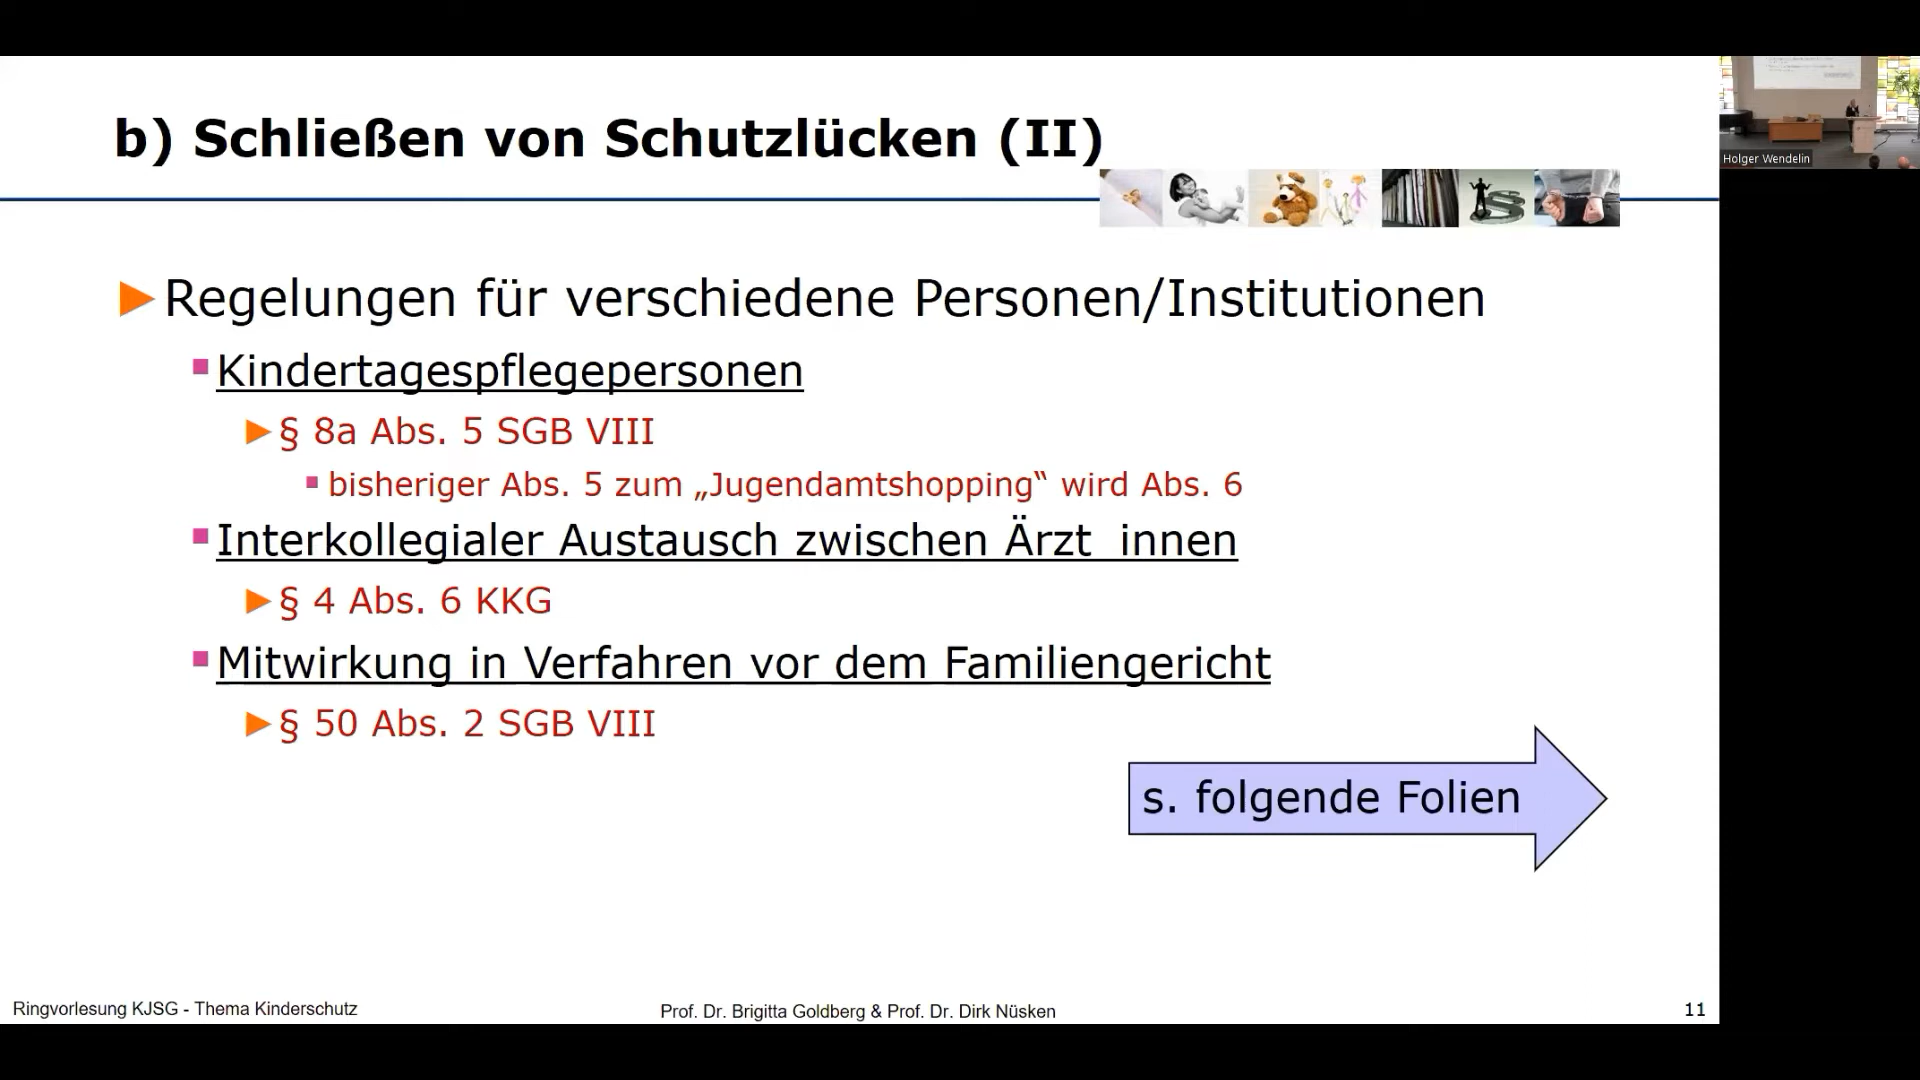 b) Schließen von Schutzlücken (II)
Holger Wendelin
Regelungen für verschiedene Personen/Institutionen
Kindertagespflegepersonen
§ 8a Abs. 5 SGB VIII
bisheriger Abs. 5 zum „Jugendamtshopping“ wird Abs. 6
Interkollegialer Austausch zwischen Ärzt_innen
§ 4 Abs. 6 KKG
Mitwirkung in Verfahren vor dem Familiengericht
§ 50 Abs. 2 SGB VIII
s. folgende Folien
Ringvorlesung KJSG - Thema Kinderschutz
Prof. Dr. Brigitta Goldberg & Prof. Dr. Dirk Nüsken
11